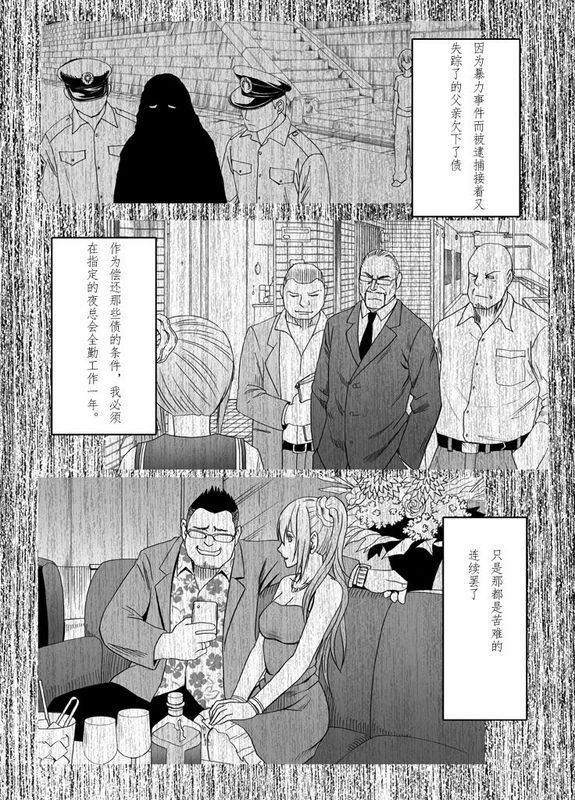 因为暴力事件而被逮捕接着又
失踪了的父亲欠下了债
作为偿还那些债的条件，我必须
在指定的夜总会全勤工作一年。
只是那都是苦难的
连续罢了